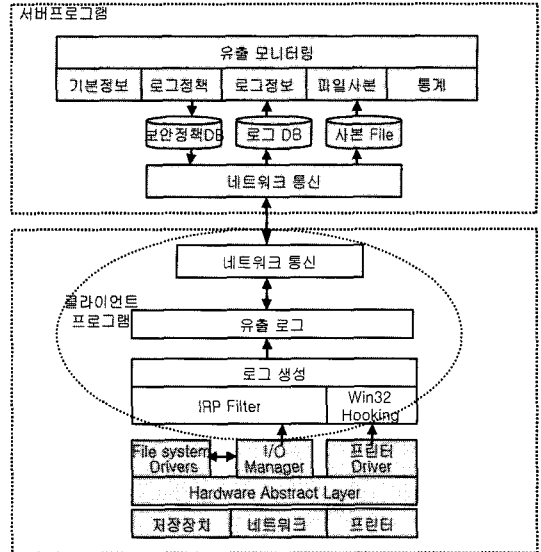 서버프로그램
유출 모니터링
기본정보 로그정책 로그정보 파일사본 통계
보안정책DB 로그 DB 사본 File
네트워크 통신
네트워크 통신
클라이언트
프로그램
유출 로그
로그 생성
IRP Filter
Win32
Hooking
File system
Drivers
I/O
Manager
프린터
Driver
Hardware Abstract Layer
저장장치 네트워크 프린터